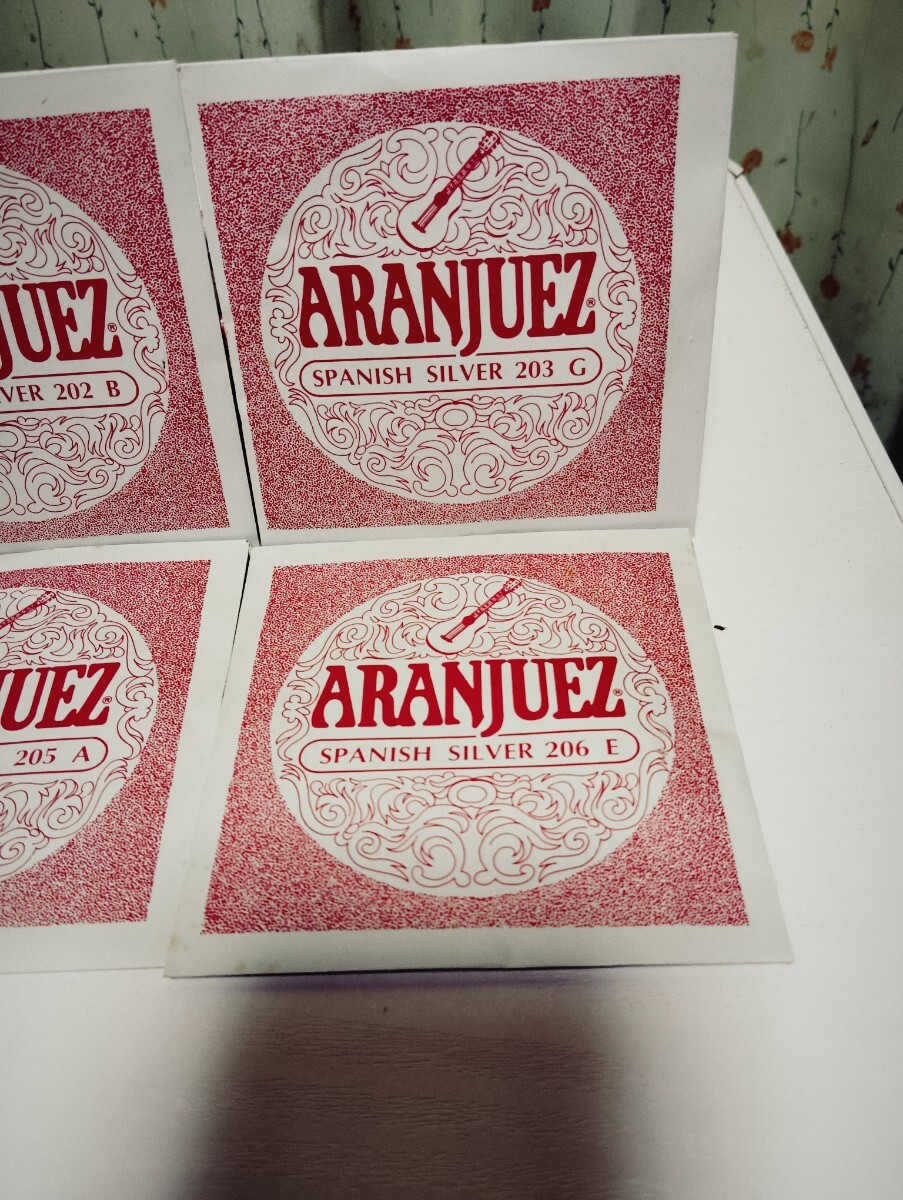 JUEZ®
VER 202 B
ARANJUEZ®
SPANISH SILVER 203 G
UEZ®
205 A
ARANJUEZ®
SPANISH SILVER 206 E